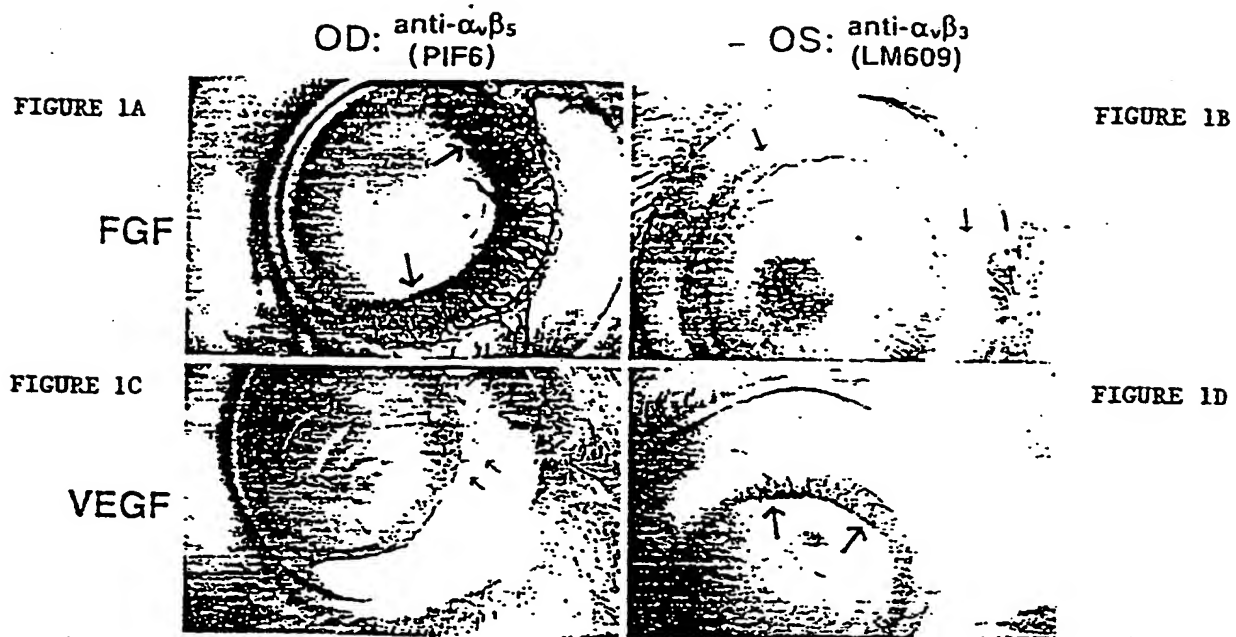 OD: anti-αᵥβ₅ (PIF6)
– OS: anti-αᵥβ₃ (LM609)
FIGURE 1A
FIGURE 1B
FGF
FIGURE 1C
FIGURE 1D
VEGF